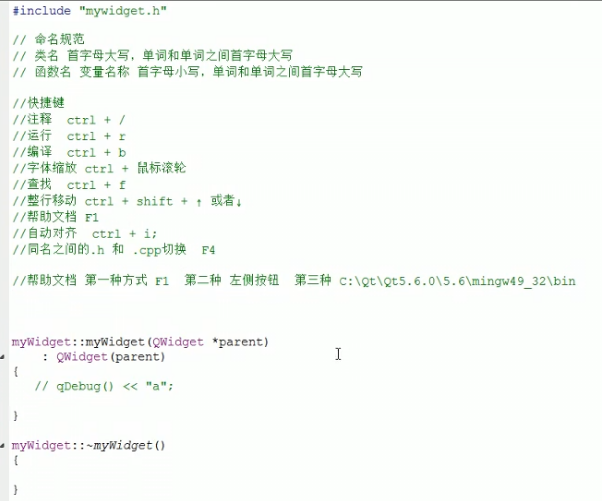 #include "mywidget.h"
// 命名规范
// 类名 首字母大写，单词和单词之间首字母大写
// 函数名 变量名称 首字母小写，单词和单词之间首字母大写
//快捷键
//注释 ctrl + /
//运行 ctrl + r
//编译 ctrl + b
//字体缩放 ctrl + 鼠标滚轮
//查找 ctrl + f
//整行移动 ctrl + shift + ↑ 或者↓
//帮助文档 F1
//自动对齐 ctrl + i;
//同名之间的.h 和 .cpp切换 F4
//帮助文档 第一种方式 F1 第二种 左侧按钮 第三种 C:\Qt\Qt5.6.0\5.6\mingw49_32\bin
myWidget::myWidget(QWidget *parent)
: QWidget(parent)
{
// qDebug() << "a";
}
myWidget::~myWidget()
{
}